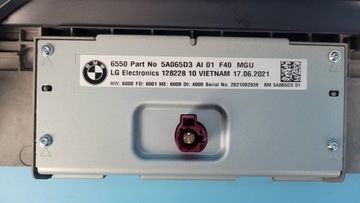 BMW
6550 Part No 5A065D3 AI 01 F40 MGU
LG Electronics 128228 10 VIETNAM 17.06.2021
HW: 6000 FD: 6001 ME: 6009 DI: 4000 Serial No. 2621092939 BM 5A065D3 01